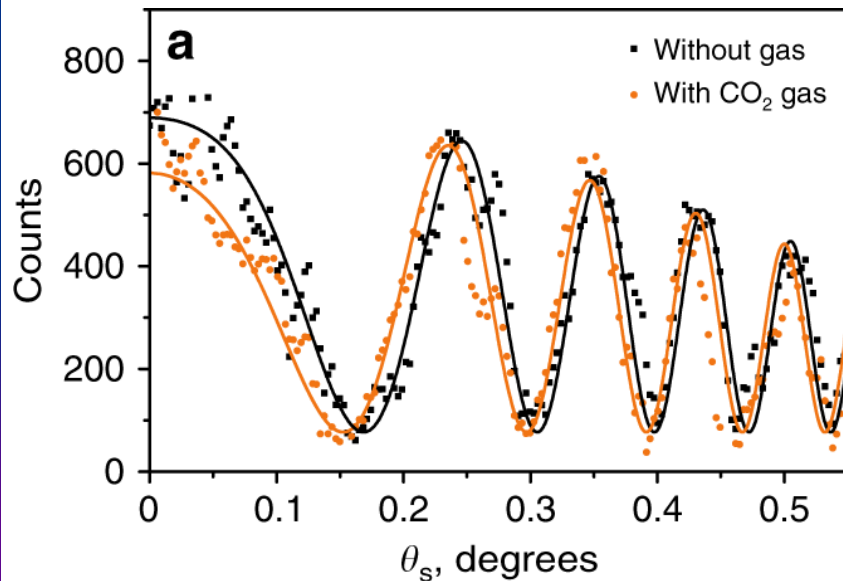 a
Without gas
With CO₂ gas
800
600
400
200
0
Counts
0 0.1 0.2 0.3 0.4 0.5
θs, degrees